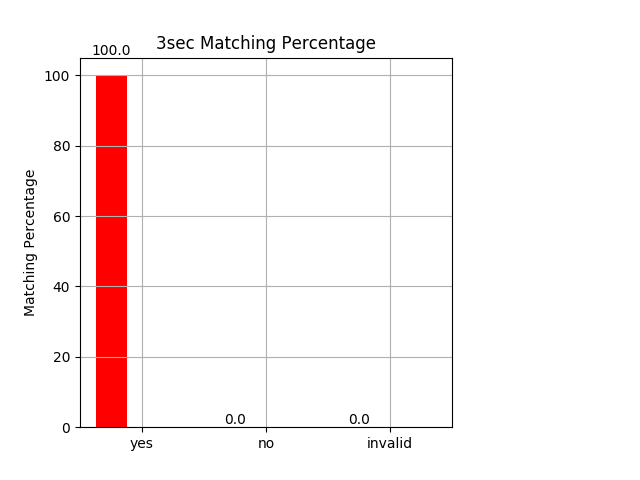 3sec Matching Percentage
100.0
100
80
60
40
20
0
Matching Percentage
0.0
0.0
yes
no
invalid